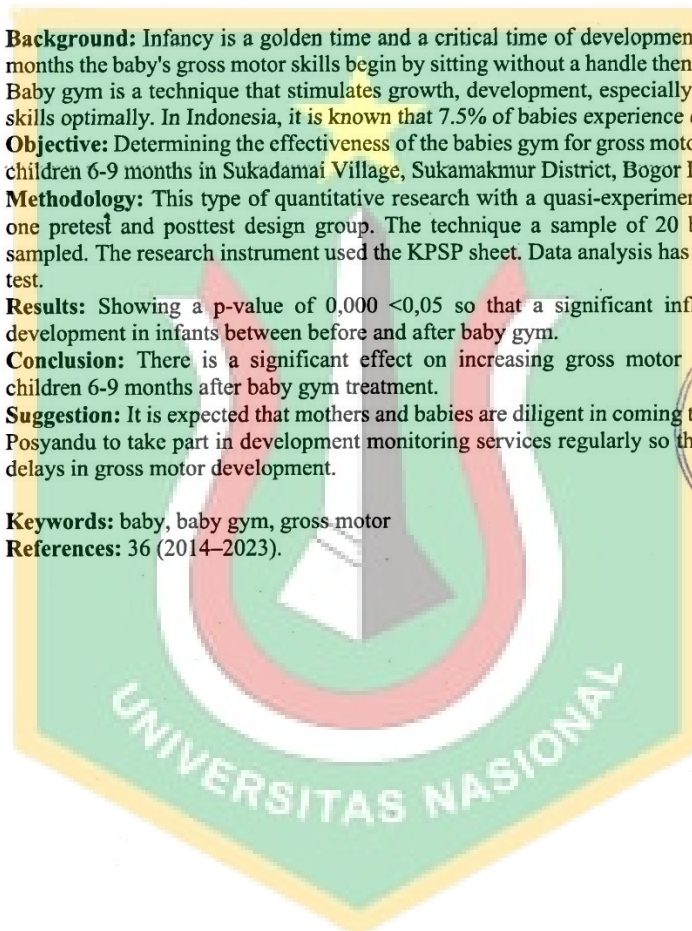 Background: Infancy is a golden time and a critical time of developmen
months the baby's gross motor skills begin by sitting without a handle then
Baby gym is a technique that stimulates growth, development, especially
skills optimally. In Indonesia, it is known that 7.5% of babies experience
Objective: Determining the effectiveness of the babies gym for gross moto
children 6-9 months in Sukadamai Village, Sukamakmur District, Bogor
Methodology: This type of quantitative research with a quasi-experimen
one pretest and posttest design group. The technique a sample of 20
sampled. The research instrument used the KPSP sheet. Data analysis has
test.
Results: Showing a p-value of 0,000 <0,05 so that a significant infl
development in infants between before and after baby gym.
Conclusion: There is a significant effect on increasing gross motor
children 6-9 months after baby gym treatment.
Suggestion: It is expected that mothers and babies are diligent in coming t
Posyandu to take part in development monitoring services regularly so th
delays in gross motor development.
Keywords: baby, baby gym, gross motor
References: 36 (2014–2023).
UNIVERSITAS NASIONAL